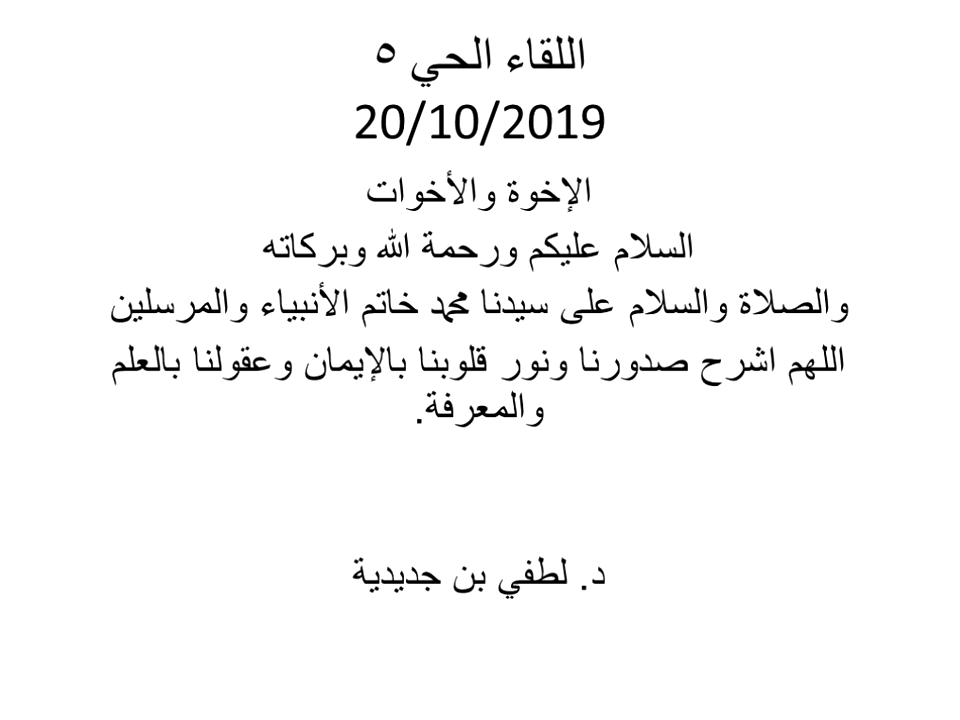 اللقاء الحي ٥
20/10/2019
الإخوة والأخوات
السلام عليكم ورحمة الله وبركاته
والصلاة والسلام على سيدنا محمد خاتم الأنبياء والمرسلين
اللهم اشرح صدورنا ونور قلوبنا بالإيمان وعقولنا بالعلم
والمعرفة.
د. لطفي بن جديدية